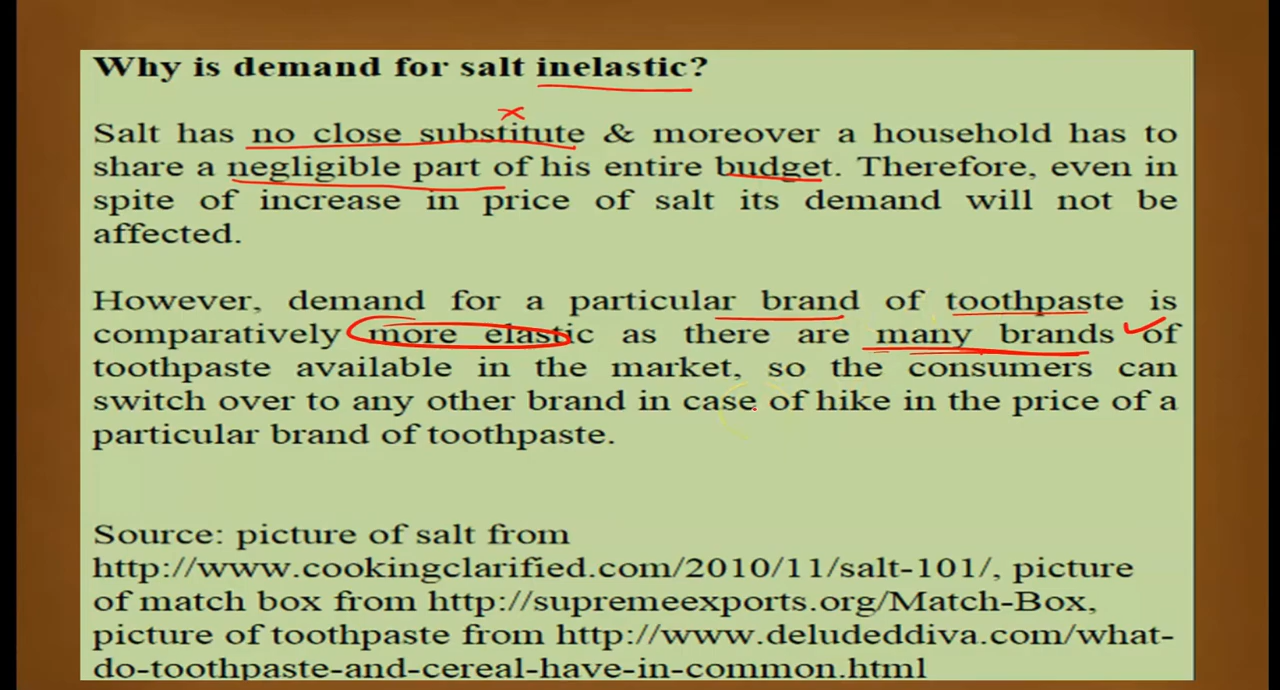 Why is demand for salt inelastic?
Salt has no close substitute & moreover a household has to
share a negligible part of his entire budget. Therefore, even in
spite of increase in price of salt its demand will not be
affected.
However, demand for a particular brand of toothpaste is
comparatively more elastic as there are many brands of
toothpaste available in the market, so the consumers can
switch over to any other brand in case of hike in the price of a
particular brand of toothpaste.
Source: picture of salt from
http://www.cookingclarified.com/2010/11/salt-101/, picture
of match box from http://supremeexports.org/Match-Box,
picture of toothpaste from http://www.deludeddiva.com/what-
do-toothpaste-and-cereal-have-in-common.html